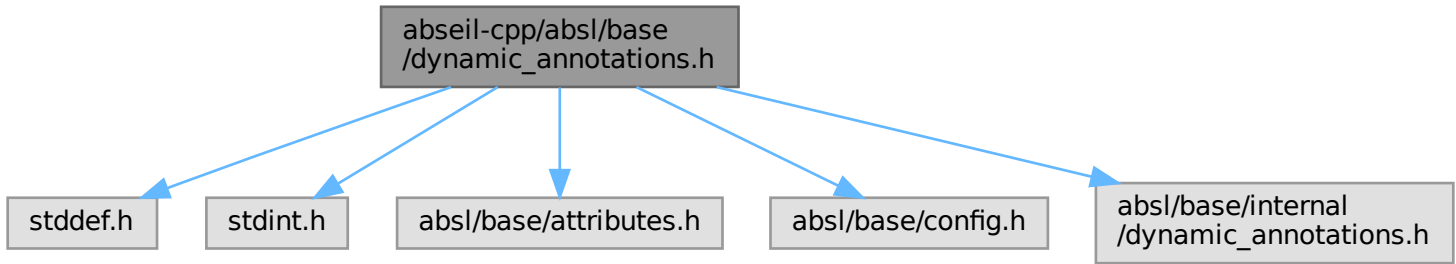 abseil-cpp/absl/base
/dynamic_annotations.h
stddef.h
stdint.h
absl/base/attributes.h
absl/base/config.h
absl/base/internal
/dynamic_annotations.h